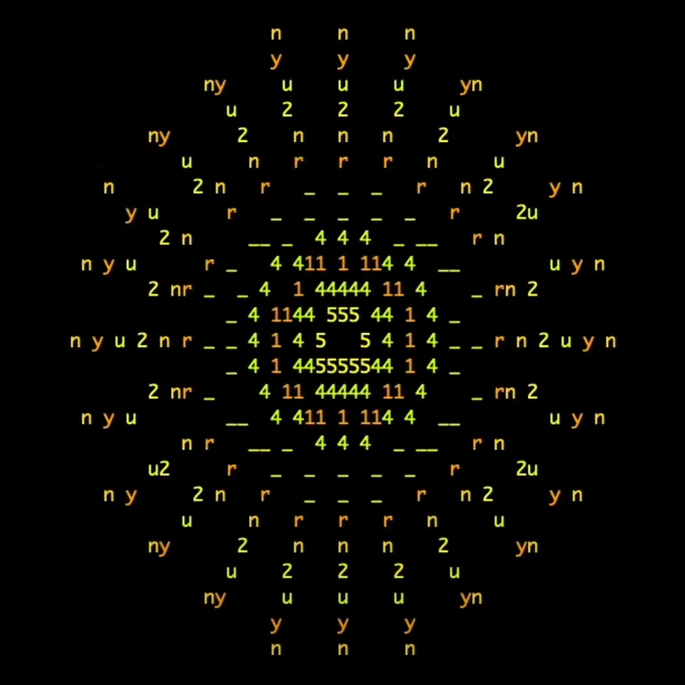 n n n
y y y
ny u u u yn
u 2 2 2 u
ny 2 n n n 2 yn
u n r r r n u
n 2 n r _ _ _ r n 2 y n
y u r _ _ _ _ _ r 2u
2 n __ _ 4 4 4 _ __ r n
n y u r _ 4 411 1 114 4 __ u y n
2 nr _ _ 4 1 44444 11 4 _ rn 2
_ 4 1144 555 44 1 4 _
n y u 2 n r _ _ 4 1 4 5 5 4 1 4 _ _ r n 2 u y n
_ 4 1 445555544 1 4 _
2 nr _ 4 11 44444 11 4 _ rn 2
n y u __ 4 411 1 114 4 __ u y n
n r __ _ 4 4 4 _ __ r n
u2 r _ _ _ _ _ r 2u
n y 2 n r _ _ _ r n 2 y n
u n r r r n u
ny 2 n n n 2 yn
u 2 2 2 u
ny u u u yn
y y y
n n n